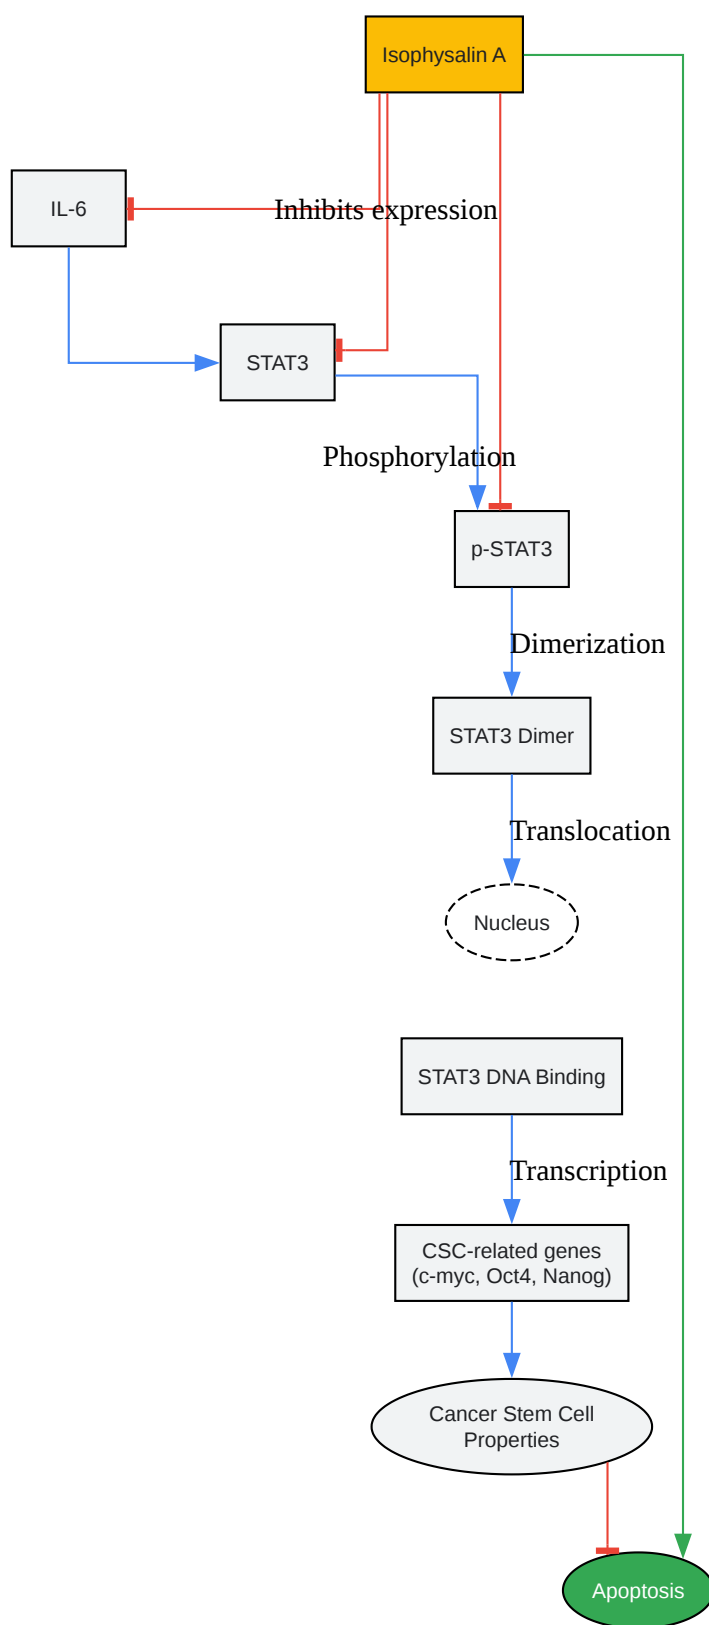 Isophysalin A
IL-6
Inhibits expression
STAT3
Phosphorylation
p-STAT3
Dimerization
STAT3 Dimer
Translocation
Nucleus
STAT3 DNA Binding
Transcription
CSC-related genes
(c-myc, Oct4, Nanog)
Cancer Stem Cell
Properties
Apoptosis